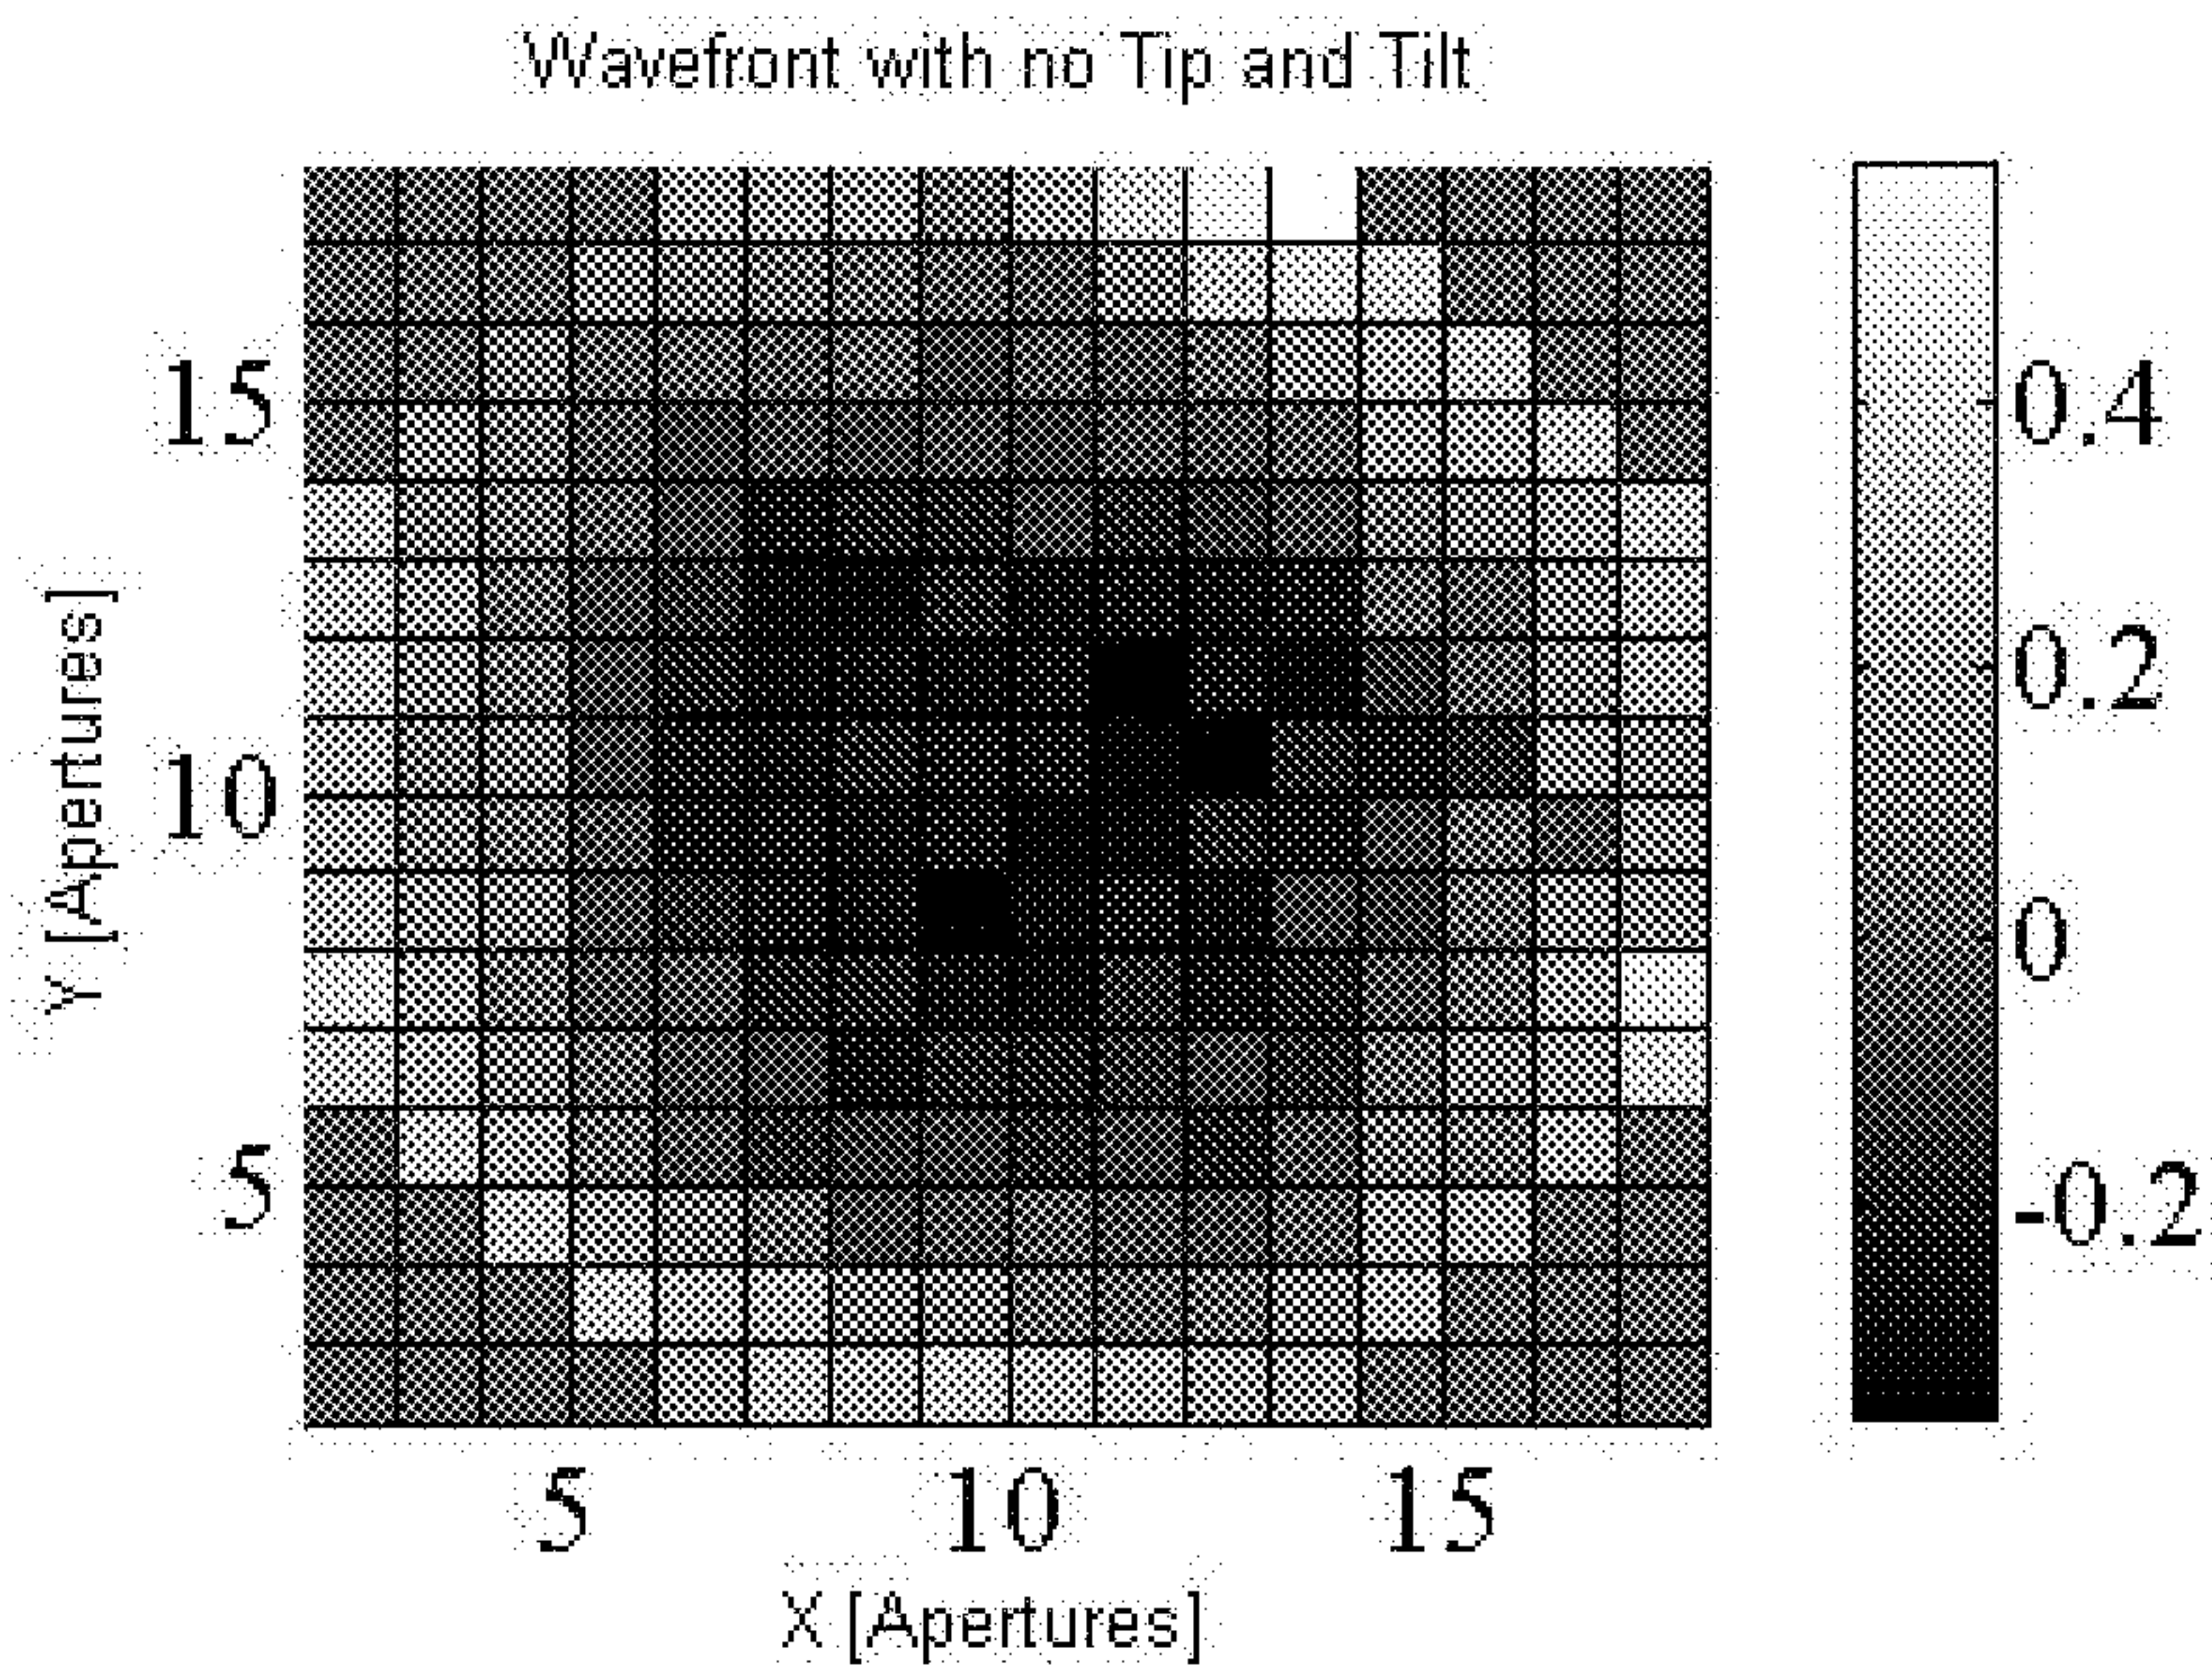 Wavefront with no Tip and Tilt
15
10
5
Y [Apertures]
5 10 15
X [Apertures]
0.4
0.2
0
-0.2